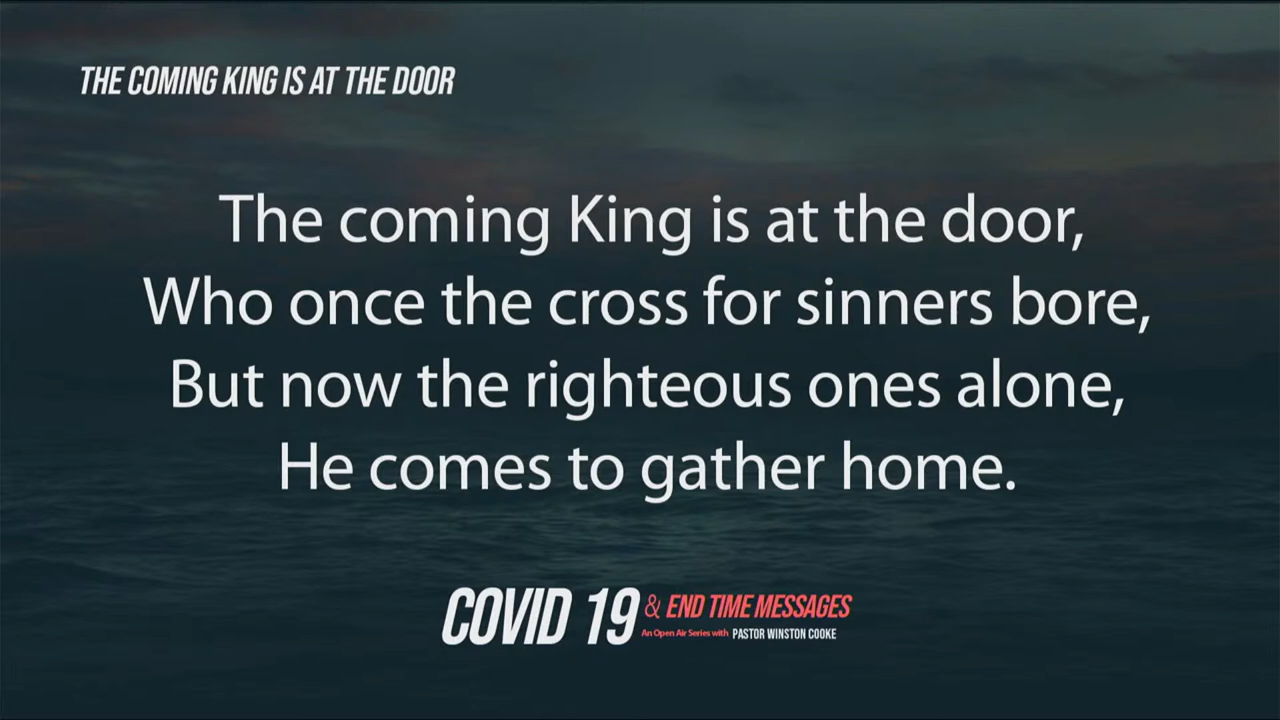 THE COMING KING IS AT THE DOOR
The coming King is at the door,
Who once the cross for sinners bore,
But now the righteous ones alone,
He comes to gather home.
COVID 19 & END TIME MESSAGES
An Open Air Series with PASTOR WINSTON COOKE